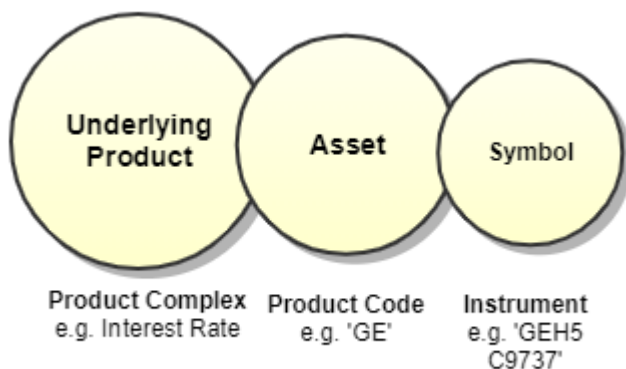 Underlying
Product
Asset
Symbol
Product Complex
e.g. Interest Rate
Product Code
e.g. 'GE'
Instrument
e.g. 'GEH5
C9737'